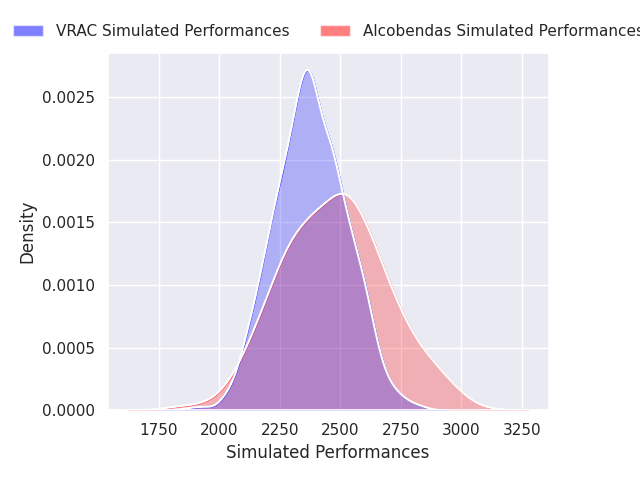 VRAC Simulated Performances Alcobendas Simulated Performances
0.0025
0.0020
0.0015
0.0010
0.0005
0.0000
Density
1750 2000 2250 2500 2750 3000 3250
Simulated Performances